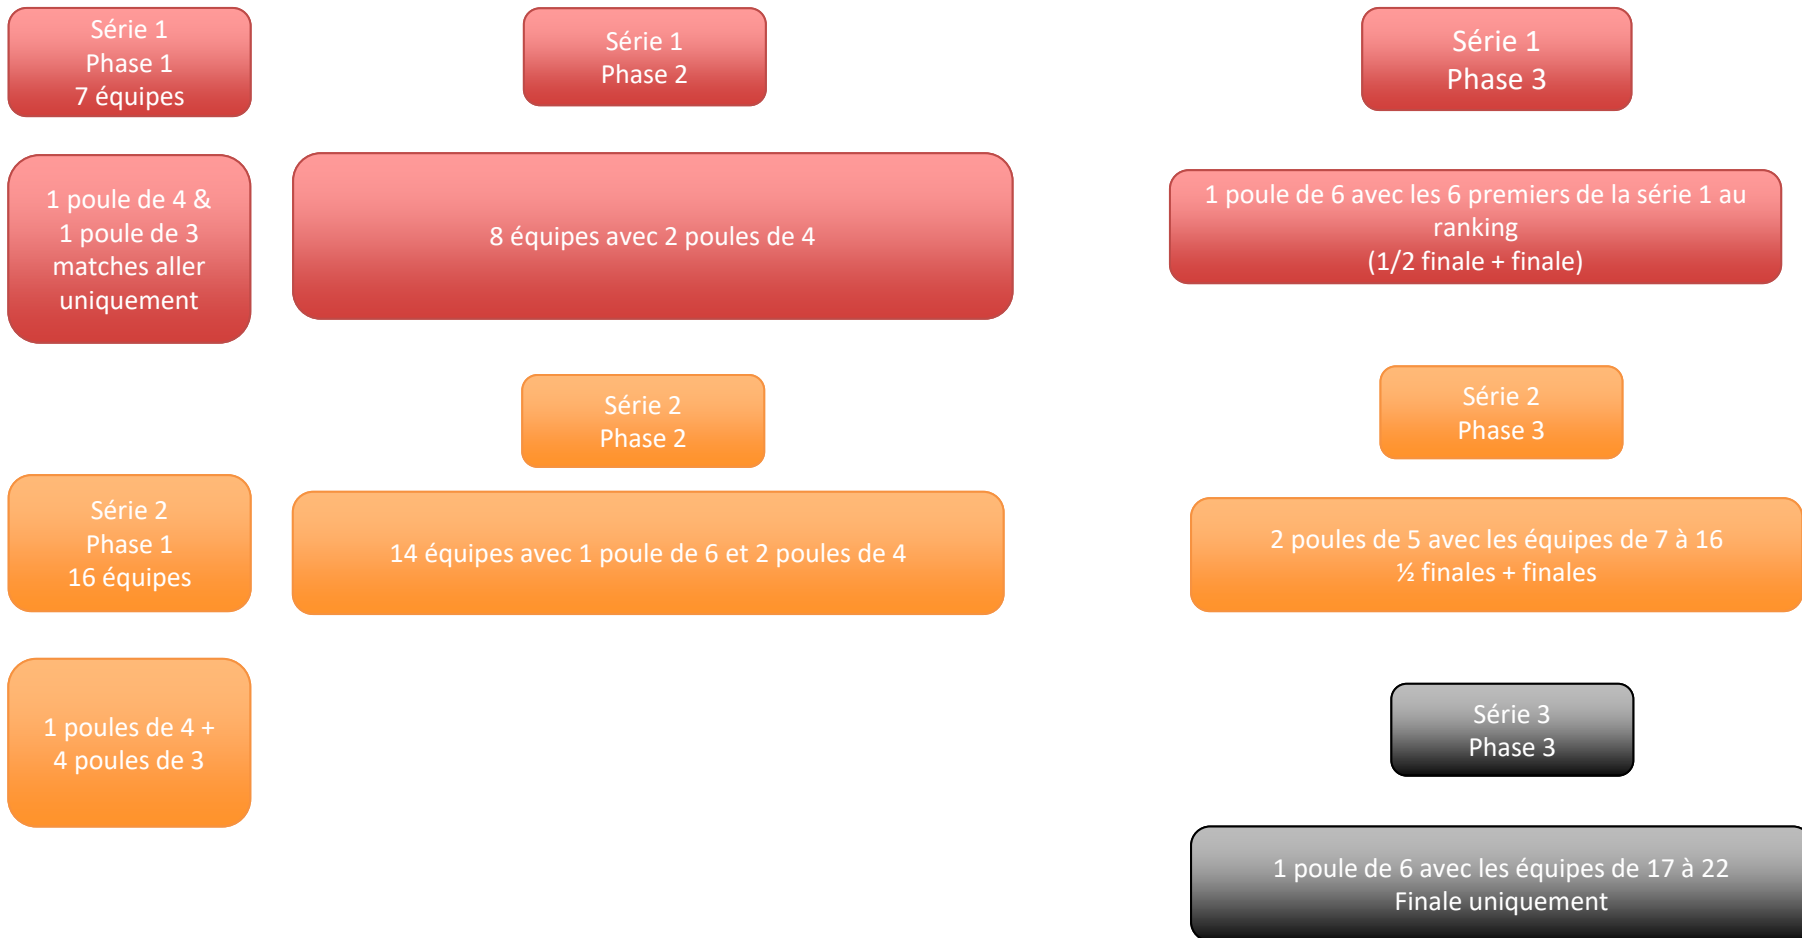 Série 1
Phase 1
7 équipes
Série 1
Phase 2
Série 1
Phase 3
1 poule de 4 &
1 poule de 3
matches aller
uniquement
8 équipes avec 2 poules de 4
1 poule de 6 avec les 6 premiers de la série 1 au
ranking
(1/2 finale + finale)
Série 2
Phase 2
Série 2
Phase 3
Série 2
Phase 1
16 équipes
14 équipes avec 1 poule de 6 et 2 poules de 4
2 poules de 5 avec les équipes de 7 à 16
½ finales + finales
1 poules de 4 +
4 poules de 3
Série 3
Phase 3
1 poule de 6 avec les équipes de 17 à 22
Finale uniquement